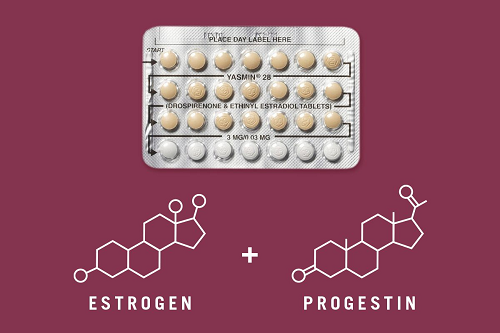 PLACE DAY LABEL HERE
START
YASMIN® 28
(DROSPIRENONE & ETHINYL ESTRADIOL TABLETS)
3 MG/0.03 MG
+
ESTROGEN
PROGESTIN